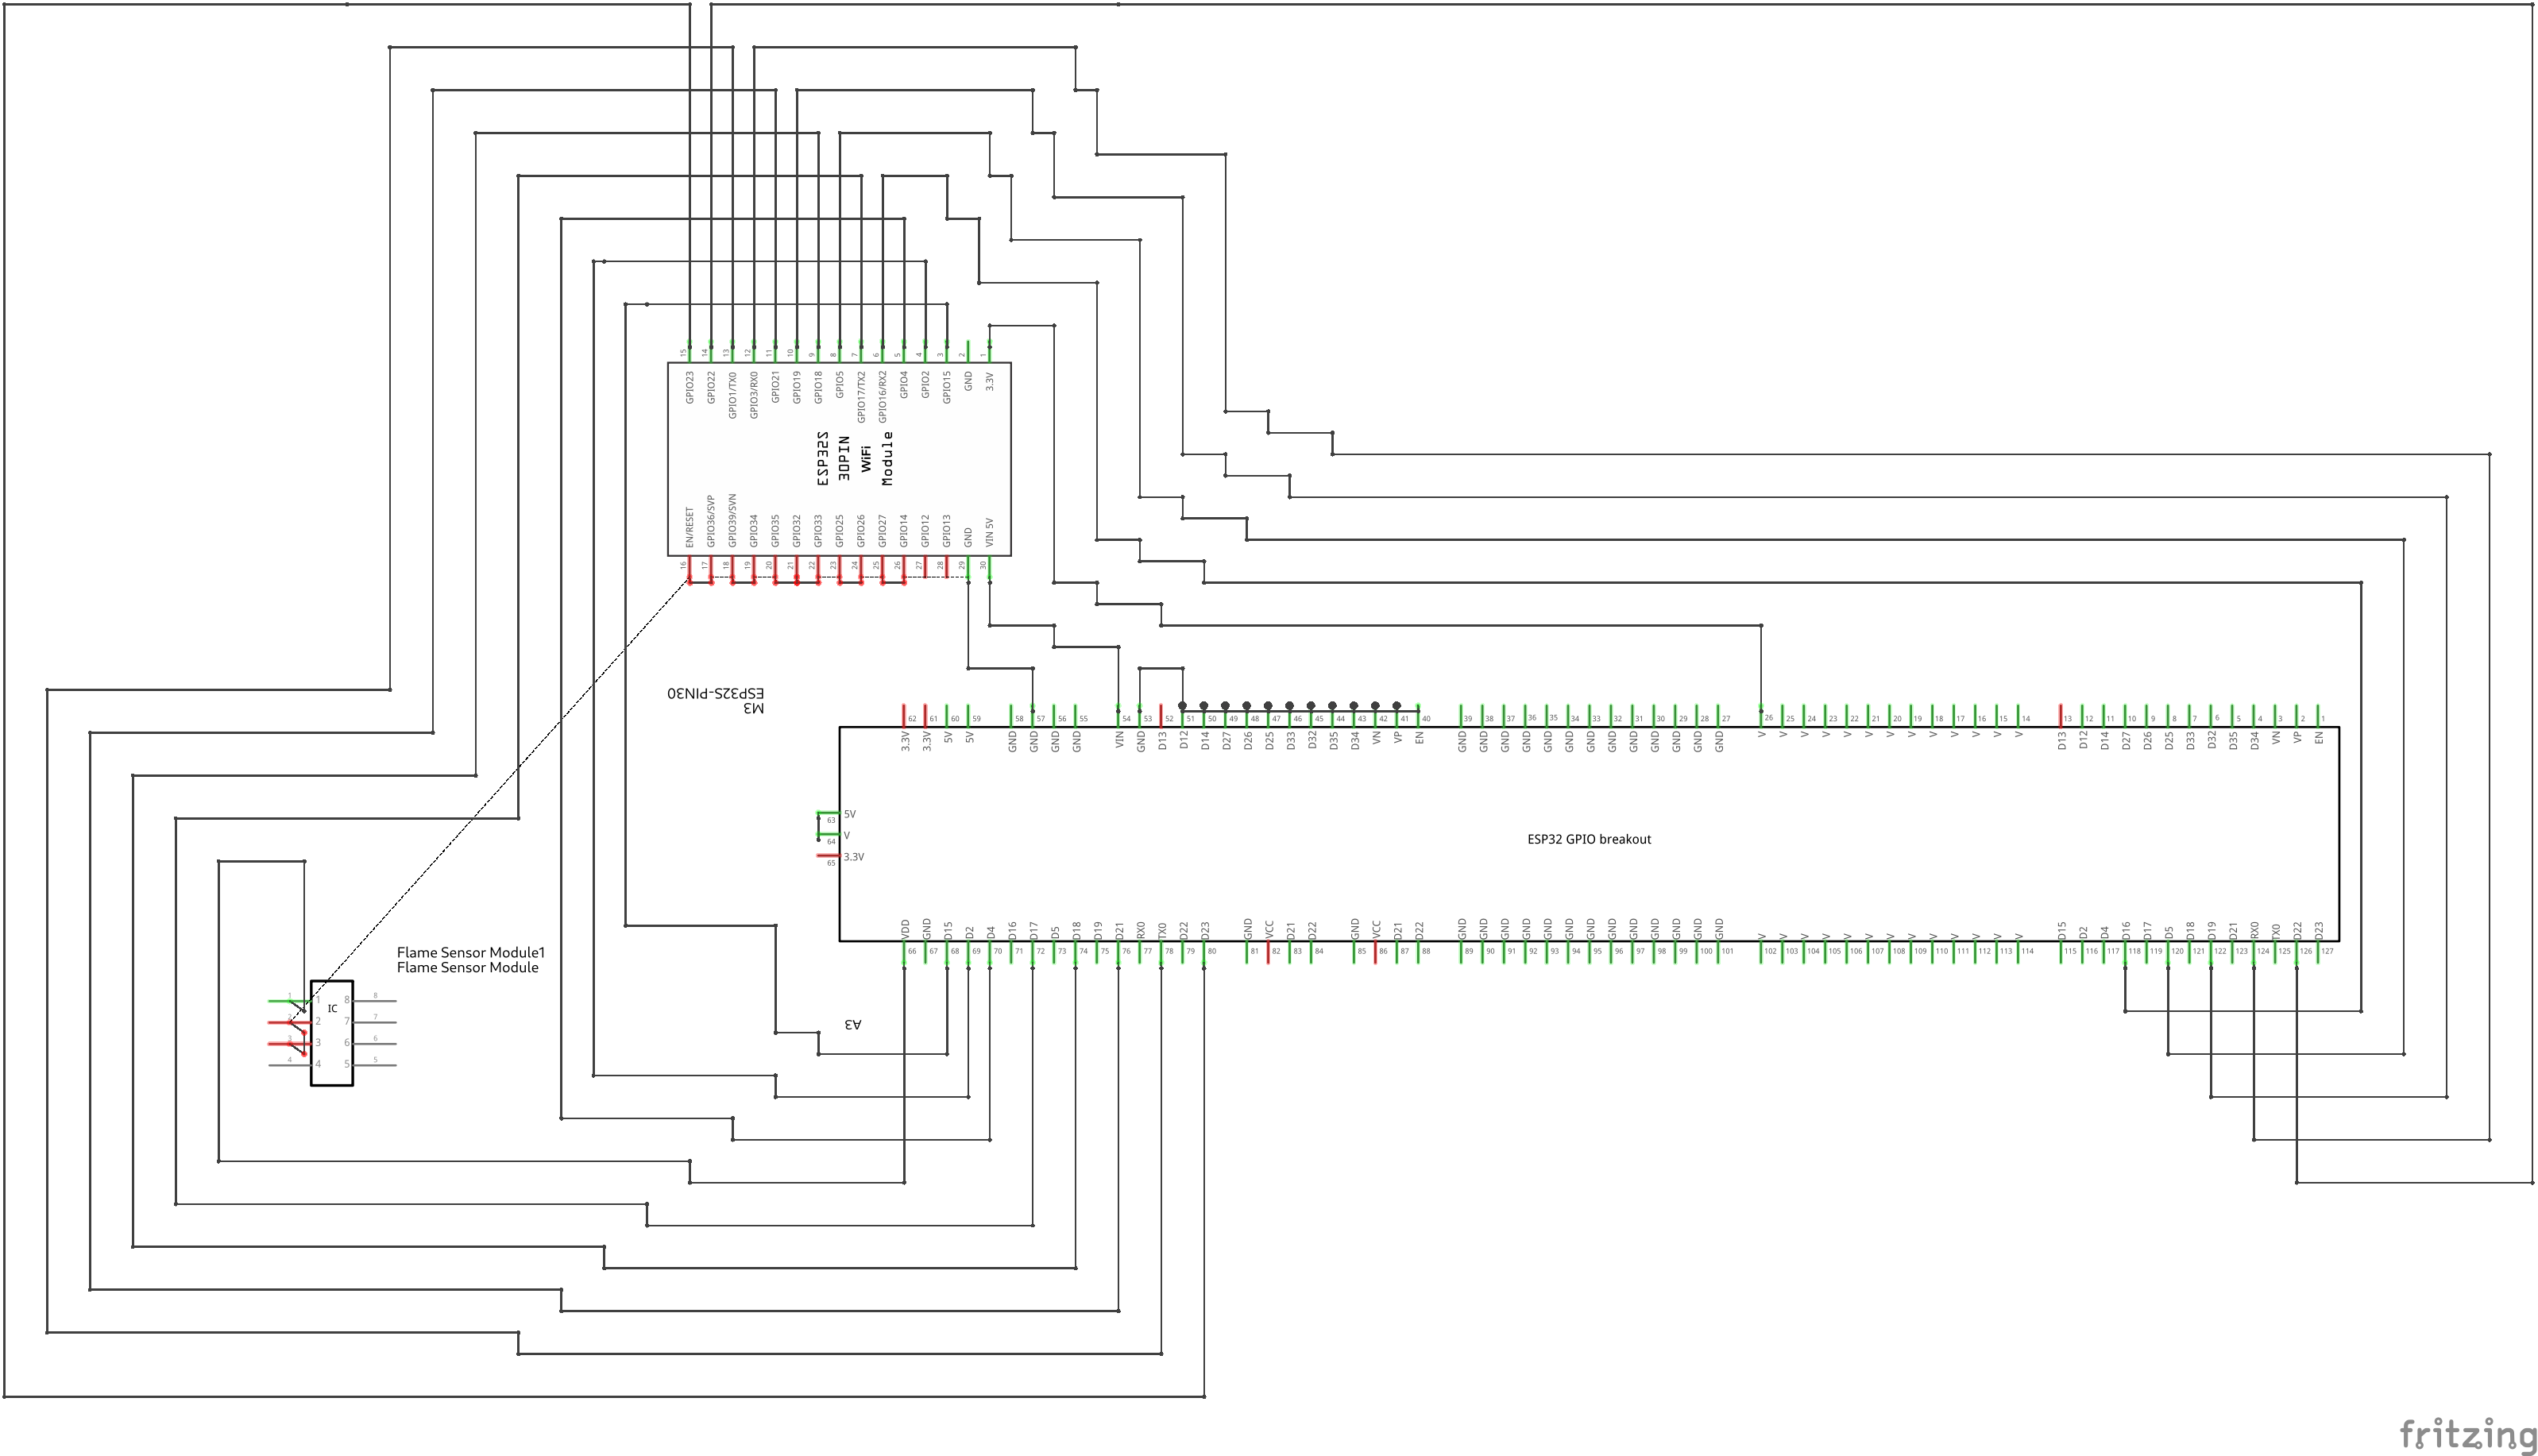 15 14 13 12 11 10 9 8 7 6 5 4 3 2 1
GPIO23 GPIO22 GPIO1/TX0 GPIO3/RX0 GPIO21 GPIO19 GPIO18 GPIO5 GPIO17/TX2 GPIO16/RX2 GPIO4 GPIO2 GPIO15 GND 3.3V
ESP32S
30PIN
WiFi
Module
EN/RESET GPIO36/SVP GPIO39/SVN GPIO34 GPIO35 GPIO32 GPIO33 GPIO25 GPIO26 GPIO27 GPIO14 GPIO12 GPIO13 GND VIN 5V
16 17 18 19 20 21 22 23 24 25 26 27 28 29 30
M3
ESP32S-PIN30
62 61 60 59 58 57 56 55 54 53 52 51 50 49 48 47 46 45 44 43 42 41 40 39 38 37 36 35 34 33 32 31 30 29 28 27 26 25 24 23 22 21 20 19 18 17 16 15 14 13 12 11 10 9 8 7 6 5 4 3 2 1
3.3V 3.3V 5V 5V GND GND GND GND VIN GND D13 D12 D14 D27 D26 D25 D33 D32 D35 D34 VN VP EN GND GND GND GND GND GND GND GND GND GND GND GND GND V V V V V V V V V V V V V D13 D12 D14 D27 D26 D25 D33 D32 D35 D34 VN VP EN
5V
63
V
64
3.3V
65
ESP32 GPIO breakout
VDD GND D15 D2 D4 D16 D17 D5 D18 D19 D21 RX0 TX0 D22 D23 GND VCC D21 D22 GND VCC D21 D22 GND GND GND GND GND GND GND GND GND GND GND GND GND V V V V V V V V V V V V V D15 D2 D4 D16 D17 D5 D18 D19 D21 RX0 TX0 D22 D23
66 67 68 69 70 71 72 73 74 75 76 77 78 79 80 81 82 83 84 85 86 87 88 89 90 91 92 93 94 95 96 97 98 99 100 101 102 103 104 105 106 107 108 109 110 111 112 113 114 115 116 117 118 119 120 121 122 123 124 125 126 127
A3
Flame Sensor Module1
Flame Sensor Module
1 1 8 8
IC
2 2 7 7
3 3 6 6
4 4 5 5
fritzing